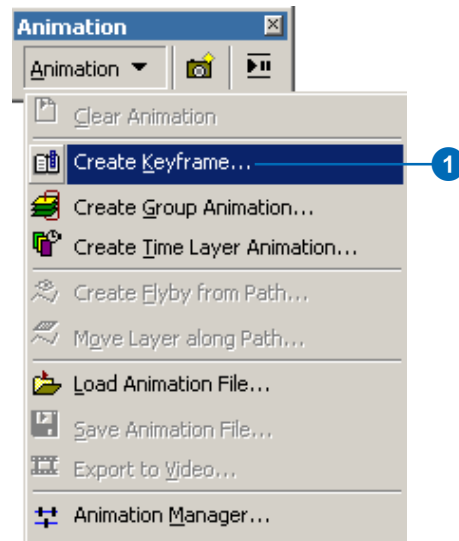 Animation
Animation
Clear Animation
Create Keyframe...
1
Create Group Animation...
Create Time Layer Animation...
Create Flyby from Path...
Move Layer along Path...
Load Animation File...
Save Animation File...
Export to Video...
Animation Manager...